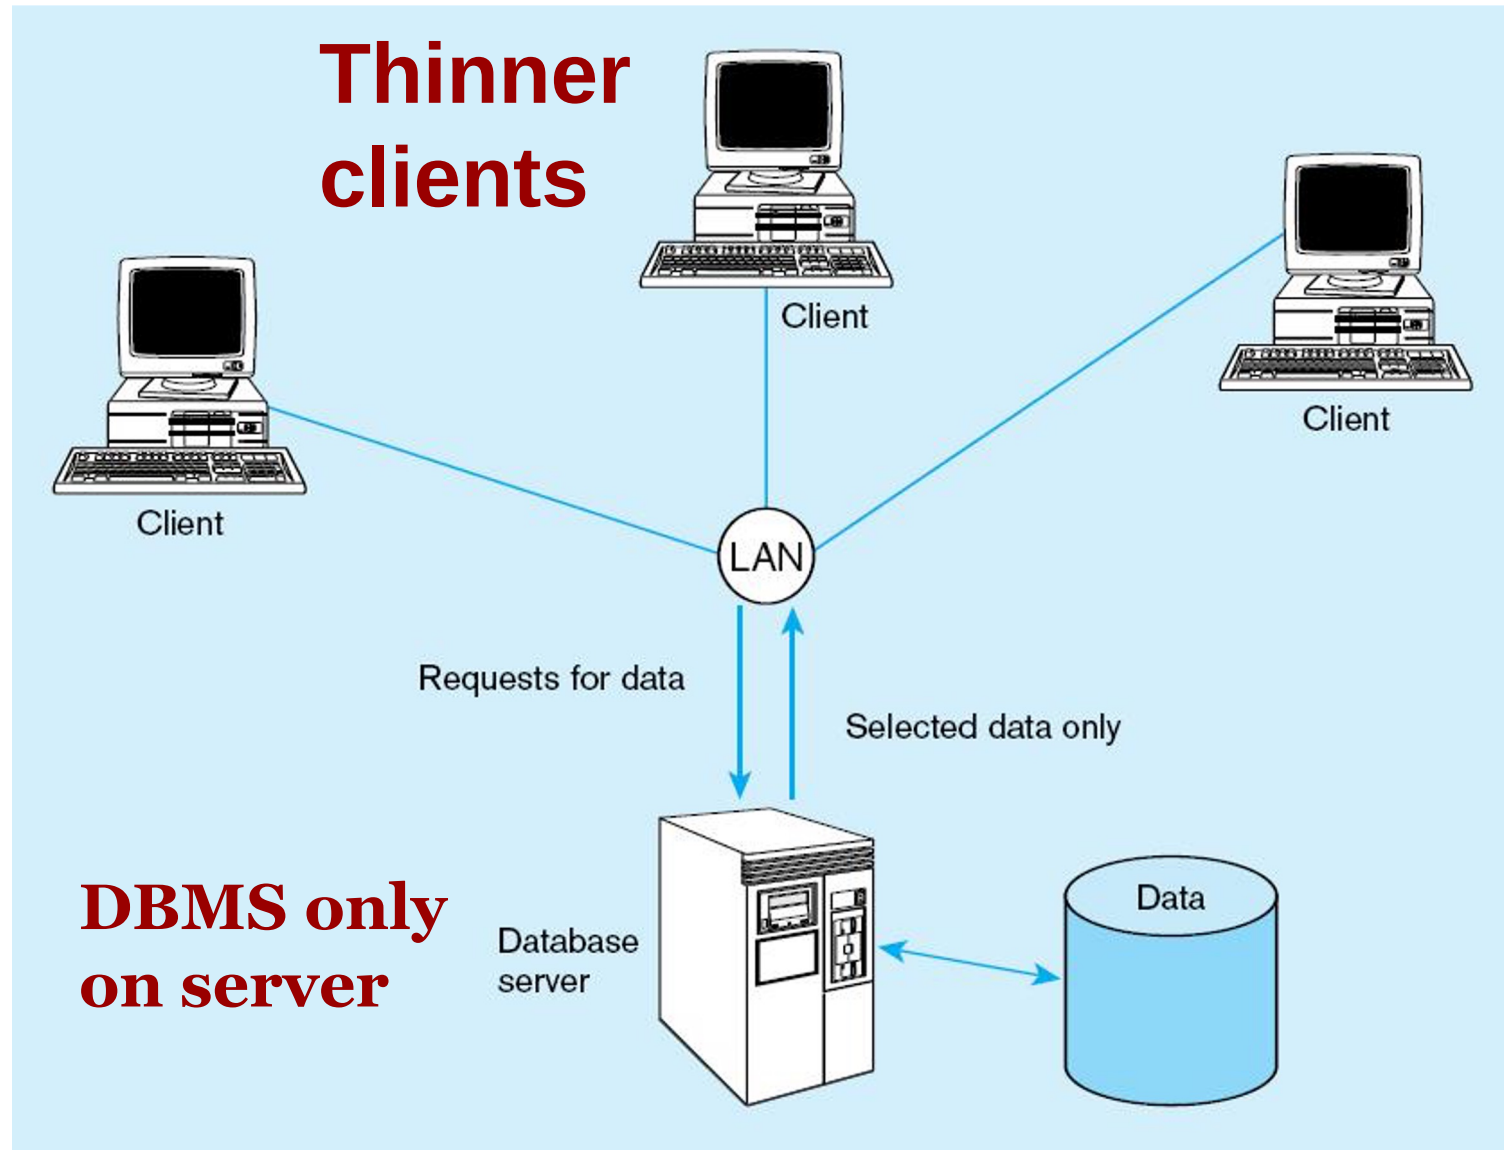 Thinner
clients
Client
Client
Client
LAN
Requests for data
Selected data only
DBMS only
on server
Database
server
Data